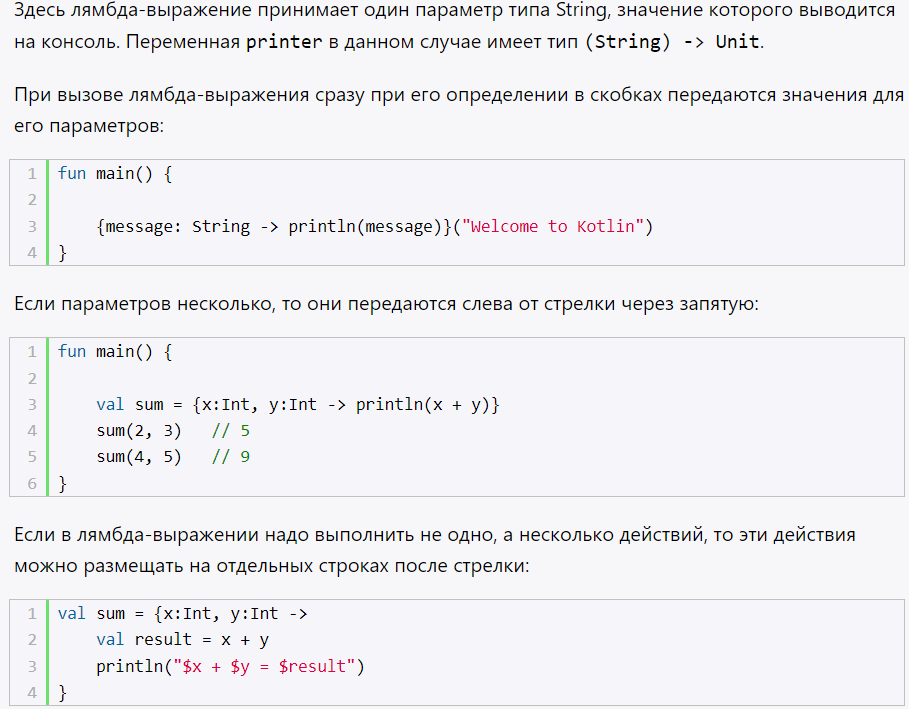 Здесь лямбда-выражение принимает один параметр типа String, значение которого выводится
на консоль. Переменная printer в данном случае имеет тип (String) -> Unit.
При вызове лямбда-выражения сразу при его определении в скобках передаются значения для
его параметров:
1 fun main() {
2
3     {message: String -> println(message)}("Welcome to Kotlin")
4 }
Если параметров несколько, то они передаются слева от стрелки через запятую:
1 fun main() {
2
3     val sum = {x:Int, y:Int -> println(x + y)}
4     sum(2, 3)   // 5
5     sum(4, 5)   // 9
6 }
Если в лямбда-выражении надо выполнить не одно, а несколько действий, то эти действия
можно размещать на отдельных строках после стрелки:
1 val sum = {x:Int, y:Int ->
2     val result = x + y
3     println("$x + $y = $result")
4 }